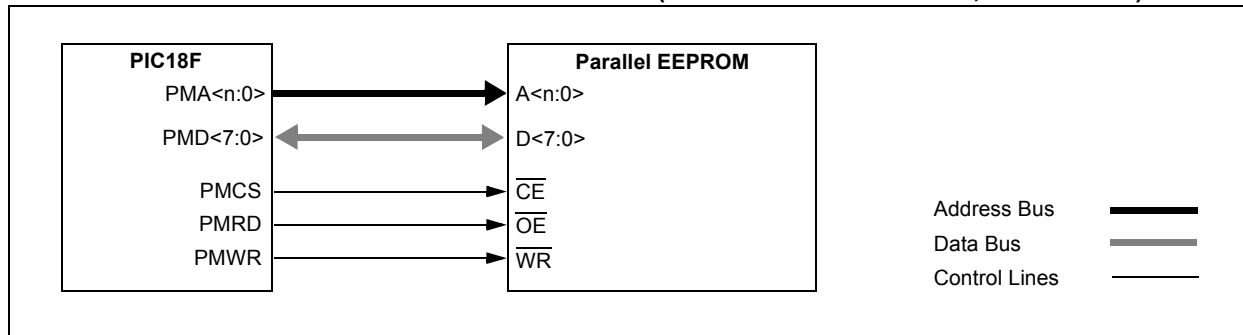 PIC18F
PMA<n:0>
PMD<7:0>
PMCS
PMRD
PMWR
Parallel EEPROM
A<n:0>
D<7:0>
CE
OE
WR
Address Bus
Data Bus
Control Lines